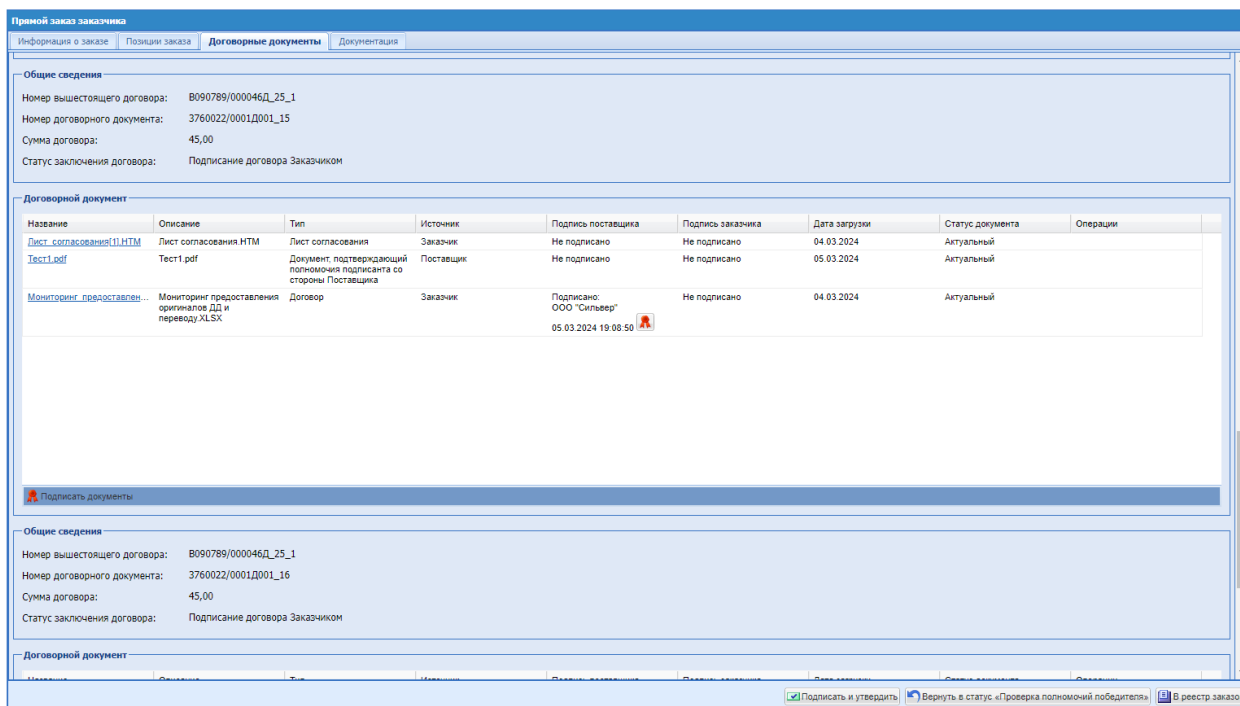 Прямой заказ заказчика
Информация о заказе Позиции заказа Договорные документы Документация
Общие сведения
Номер вышестоящего договора: В090789/000046Д_25_1
Номер договорного документа: 3760022/0001Д001_15
Сумма договора: 45,00
Статус заключения договора: Подписание договора Заказчиком
Договорной документ
Название Описание Тип Источник Подпись поставщика Подпись заказчика Дата загрузки Статус документа Операции
Лист_согласования[1].HTM Лист согласования.HTM Лист согласования Заказчик Не подписано Не подписано 04.03.2024 Актуальный
Тест1.pdf Тест1.pdf Документ, подтверждающий Поставщик Не подписано Не подписано 05.03.2024 Актуальный
полномочия подписанта со
стороны Поставщика
Мониторинг_предоставлен... Мониторинг предоставления Договор Заказчик Подписано: Не подписано 04.03.2024 Актуальный
оригиналов ДД и ООО "Сильвер"
переводу.XLSX
05.03.2024 19:08:50
Подписать документы
Общие сведения
Номер вышестоящего договора: В090789/000046Д_25_1
Номер договорного документа: 3760022/0001Д001_16
Сумма договора: 45,00
Статус заключения договора: Подписание договора Заказчиком
Договорной документ
Подписать и утвердить Вернуть в статус «Проверка полномочий победителя» В реестр заказо